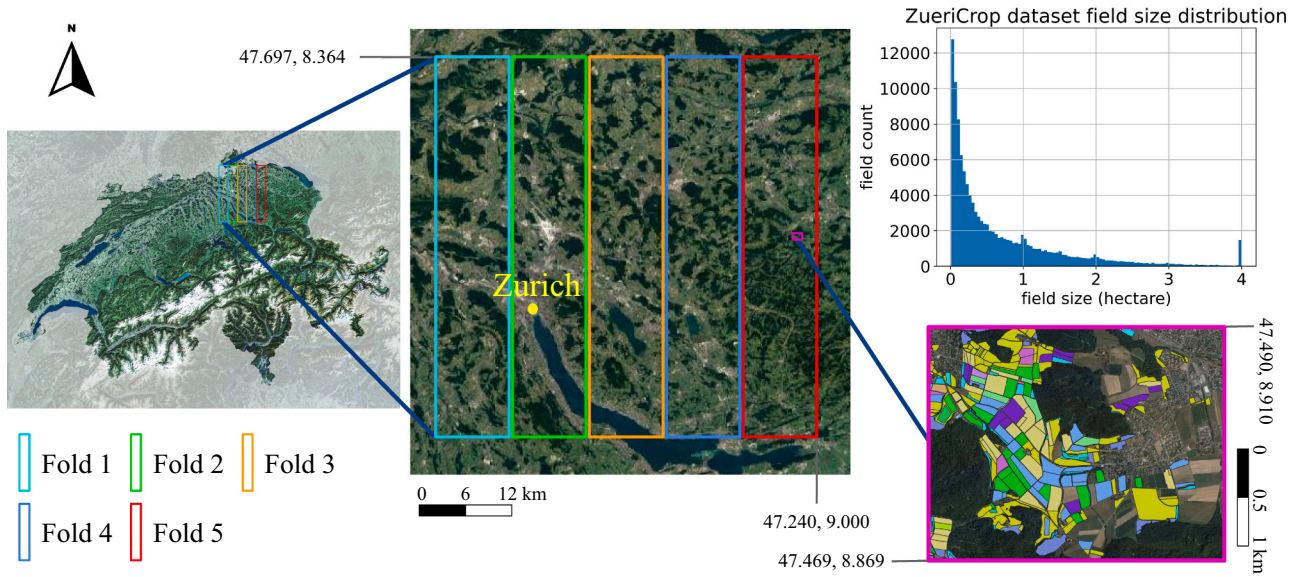 N
47.697, 8.364
Zurich
0 6 12 km
Fold 1
Fold 2
Fold 3
Fold 4
Fold 5
47.240, 9.000
47.469, 8.869
ZueriCrop dataset field size distribution
field count
12000
10000
8000
6000
4000
2000
0
0 1 2 3 4
field size (hectare)
47.490, 8.910
0 0.5 1 km